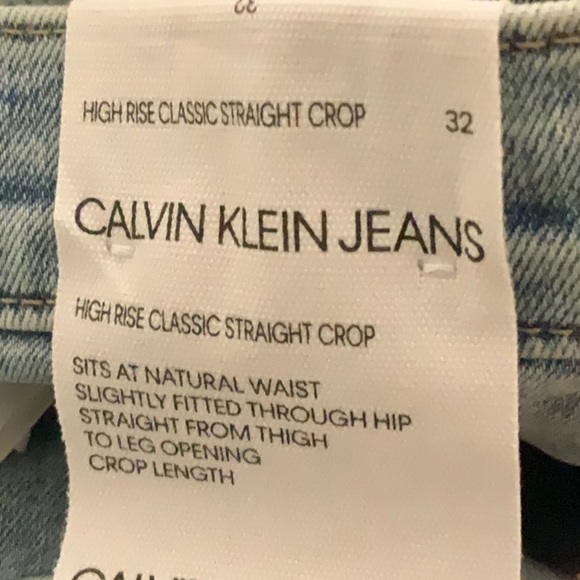 32
HIGH RISE CLASSIC STRAIGHT CROP 32
CALVIN KLEIN JEANS
HIGH RISE CLASSIC STRAIGHT CROP
SITS AT NATURAL WAIST
SLIGHTLY FITTED THROUGH HIP
STRAIGHT FROM THIGH
TO LEG OPENING
CROP LENGTH